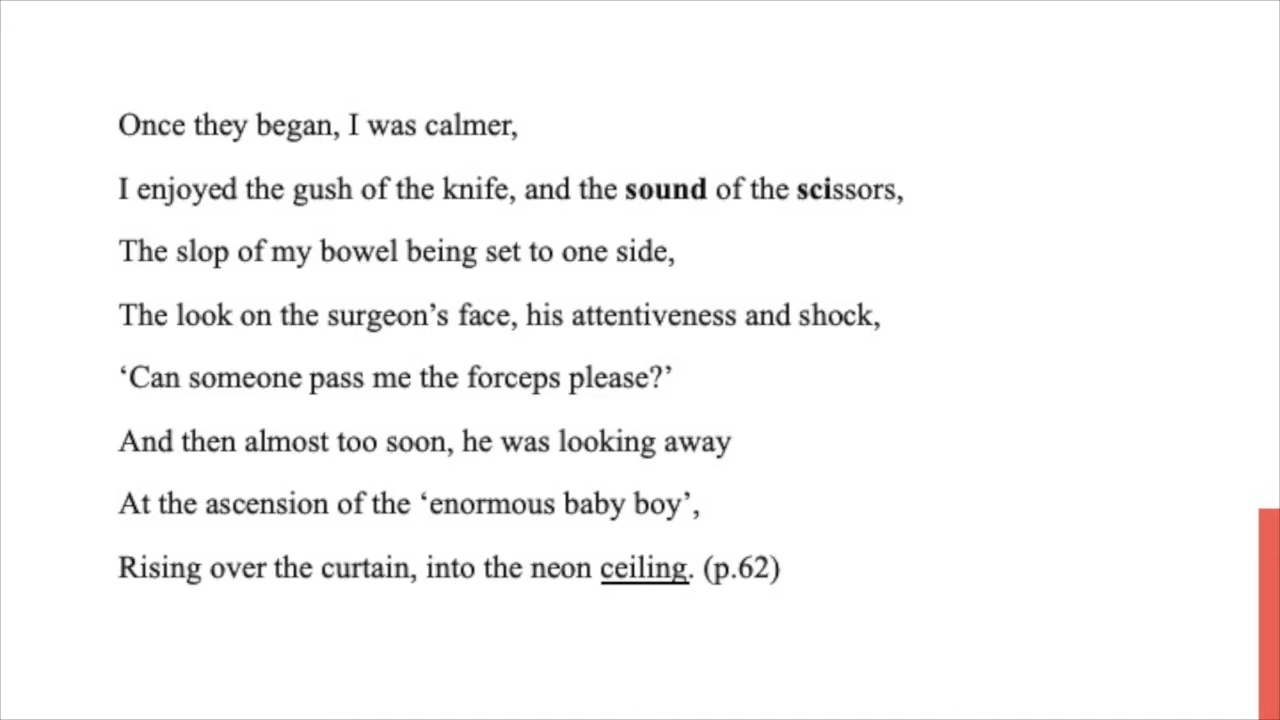 Once they began, I was calmer,
I enjoyed the gush of the knife, and the sound of the scissors,
The slop of my bowel being set to one side,
The look on the surgeon’s face, his attentiveness and shock,
‘Can someone pass me the forceps please?’
And then almost too soon, he was looking away
At the ascension of the ‘enormous baby boy’,
Rising over the curtain, into the neon ceiling. (p.62)